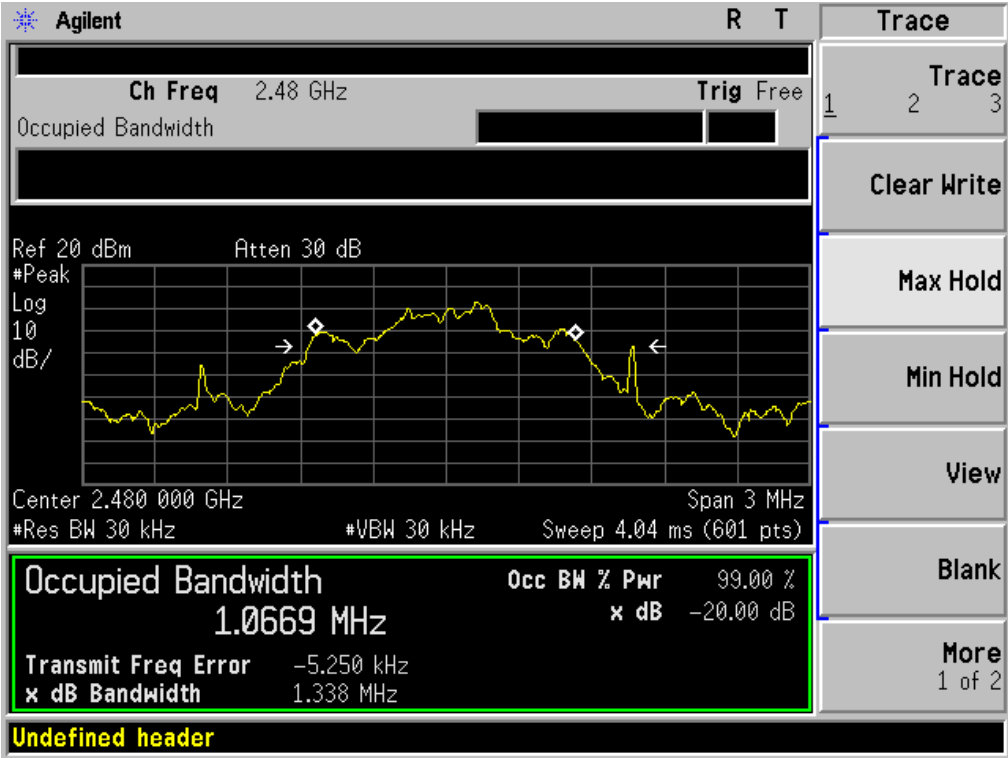 Agilent R T
Ch Freq 2.48 GHz Trig Free
Occupied Bandwidth
Ref 20 dBm Atten 30 dB
#Peak
Log
10
dB/
Center 2.480 000 GHz Span 3 MHz
#Res BW 30 kHz #VBW 30 kHz Sweep 4.04 ms (601 pts)
Occupied Bandwidth
1.0669 MHz
Occ BW % Pwr 99.00 %
x dB -20.00 dB
Transmit Freq Error -5.250 kHz
x dB Bandwidth 1.338 MHz
Undefined header
Trace
Trace
1 2 3
Clear Write
Max Hold
Min Hold
View
Blank
More
1 of 2